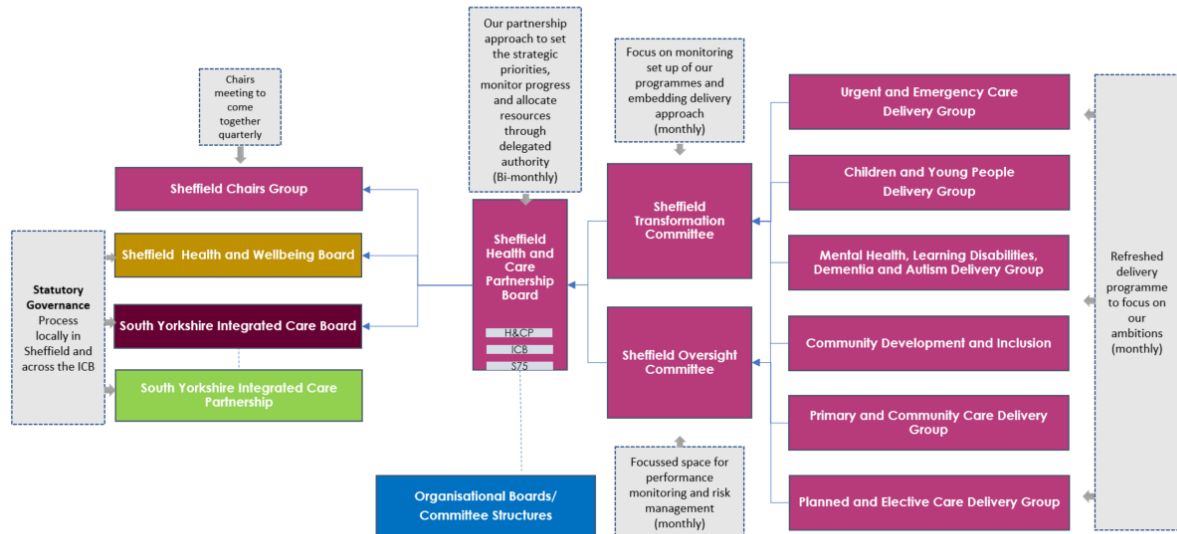 Chairs
meeting to
come
together
quarterly
Sheffield Chairs Group
Sheffield Health and Wellbeing Board
South Yorkshire Integrated Care Board
South Yorkshire Integrated Care
Partnership
Statutory
Governance
Process
locally in
Sheffield and
across the ICB
Our partnership
approach to set
the strategic
priorities,
monitor progress
and allocate
resources
through
delegated
authority
(Bi-monthly)
Sheffield
Health and
Care
Partnership
Board
H&CP
ICB
S75
Organisational Boards/
Committee Structures
Focus on monitoring
set up of our
programmes and
embedding delivery
approach
(monthly)
Sheffield
Transformation
Committee
Sheffield Oversight
Committee
Focussed space for
performance
monitoring and risk
management
(monthly)
Urgent and Emergency Care
Delivery Group
Children and Young People
Delivery Group
Mental Health, Learning Disabilities,
Dementia and Autism Delivery Group
Community Development and Inclusion
Primary and Community Care Delivery
Group
Planned and Elective Care Delivery Group
Refreshed
delivery
programme
to focus on
our
ambitions
(monthly)